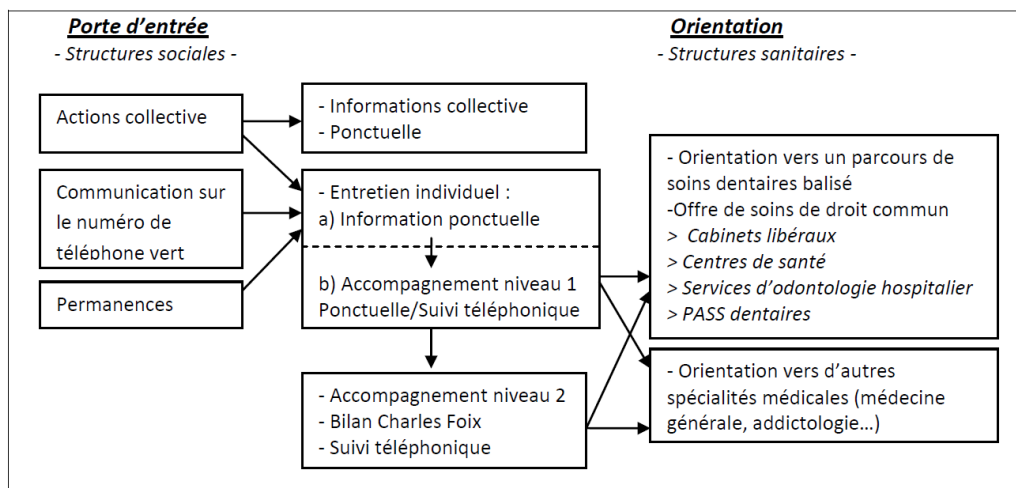 Porte d'entrée
- Structures sociales -
Orientation
- Structures sanitaires -
Actions collective
Communication sur
le numéro de
téléphone vert
Permanences
- Informations collective
- Ponctuelle
- Entretien individuel :
a) Information ponctuelle
b) Accompagnement niveau 1
Ponctuelle/Suivi téléphonique
- Accompagnement niveau 2
- Bilan Charles Foix
- Suivi téléphonique
- Orientation vers un parcours de
soins dentaires balisé
-Offre de soins de droit commun
> Cabinets libéraux
> Centres de santé
> Services d'odontologie hospitalier
> PASS dentaires
- Orientation vers d'autres
spécialités médicales (médecine
générale, addictologie...)